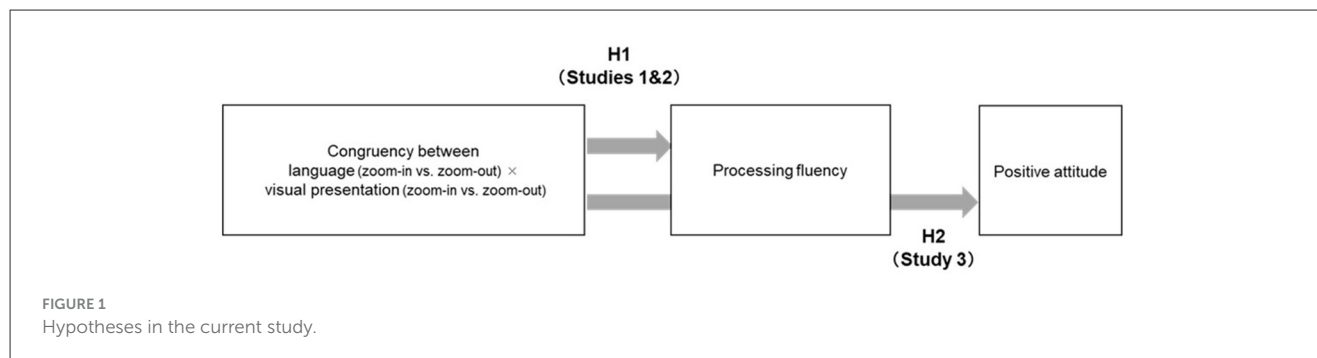 H1
（Studies 1&2）
Congruency between
language (zoom-in vs. zoom-out) ×
visual presentation (zoom-in vs. zoom-out)
Processing fluency
Positive attitude
H2
（Study 3）
FIGURE 1
Hypotheses in the current study.